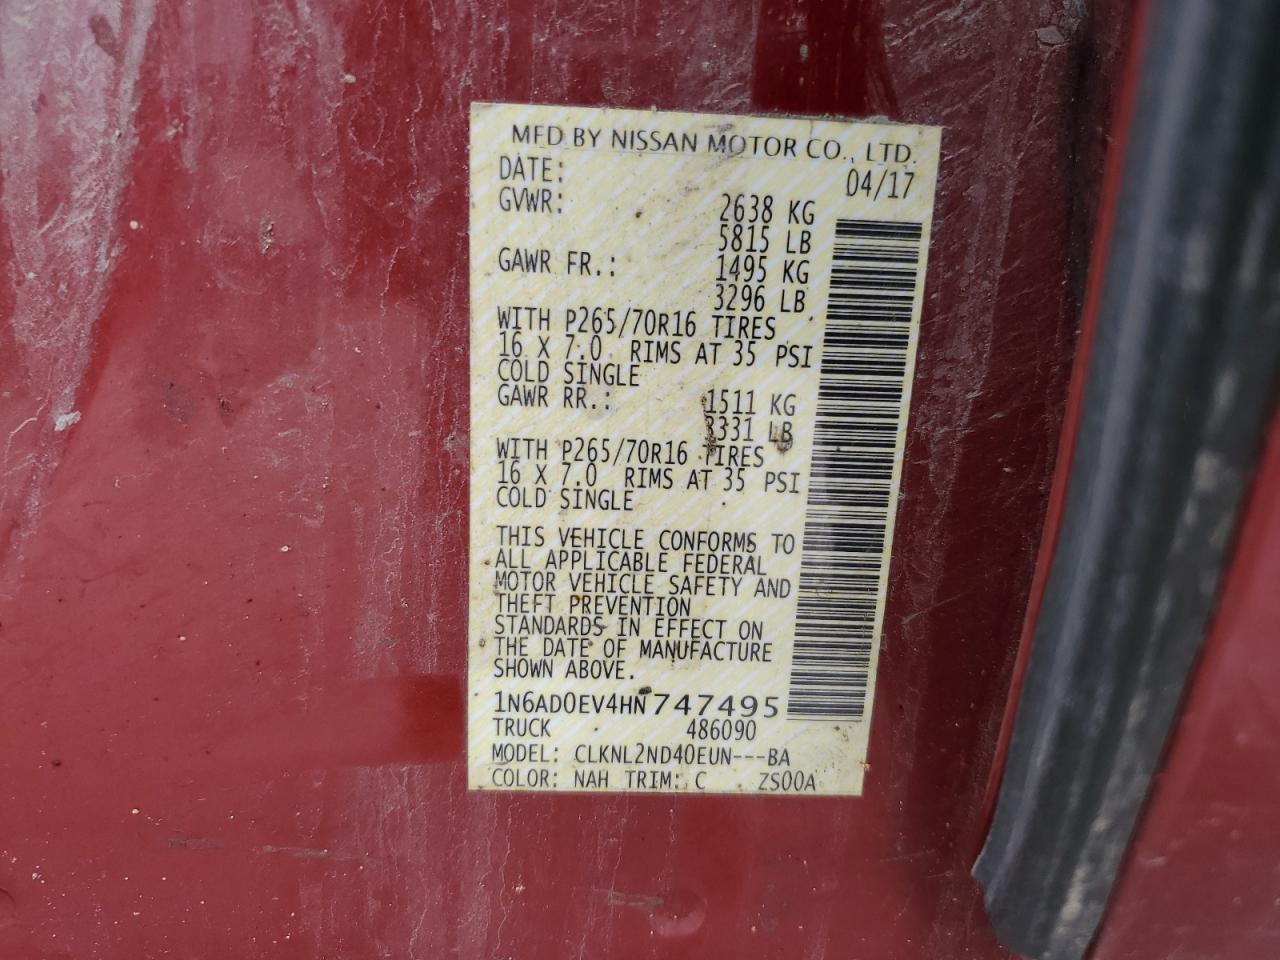 MFD BY NISSAN MOTOR CO., LTD.
DATE: 04/17
GVWR: 2638 KG
5815 LB
GAWR FR.: 1495 KG
3296 LB
WITH P265/70R16 TIRES
16 X 7.0 RIMS AT 35 PSI
COLD SINGLE
GAWR RR.: 1511 KG
3331 LB
WITH P265/70R16 TIRES
16 X 7.0 RIMS AT 35 PSI
COLD SINGLE
THIS VEHICLE CONFORMS TO
ALL APPLICABLE FEDERAL
MOTOR VEHICLE SAFETY AND
THEFT PREVENTION
STANDARDS IN EFFECT ON
THE DATE OF MANUFACTURE
SHOWN ABOVE.
1N6AD0EV4HN747495
TRUCK 486090
MODEL: CLKNL2ND40EUN---BA
COLOR: NAH TRIM: C ZS00A